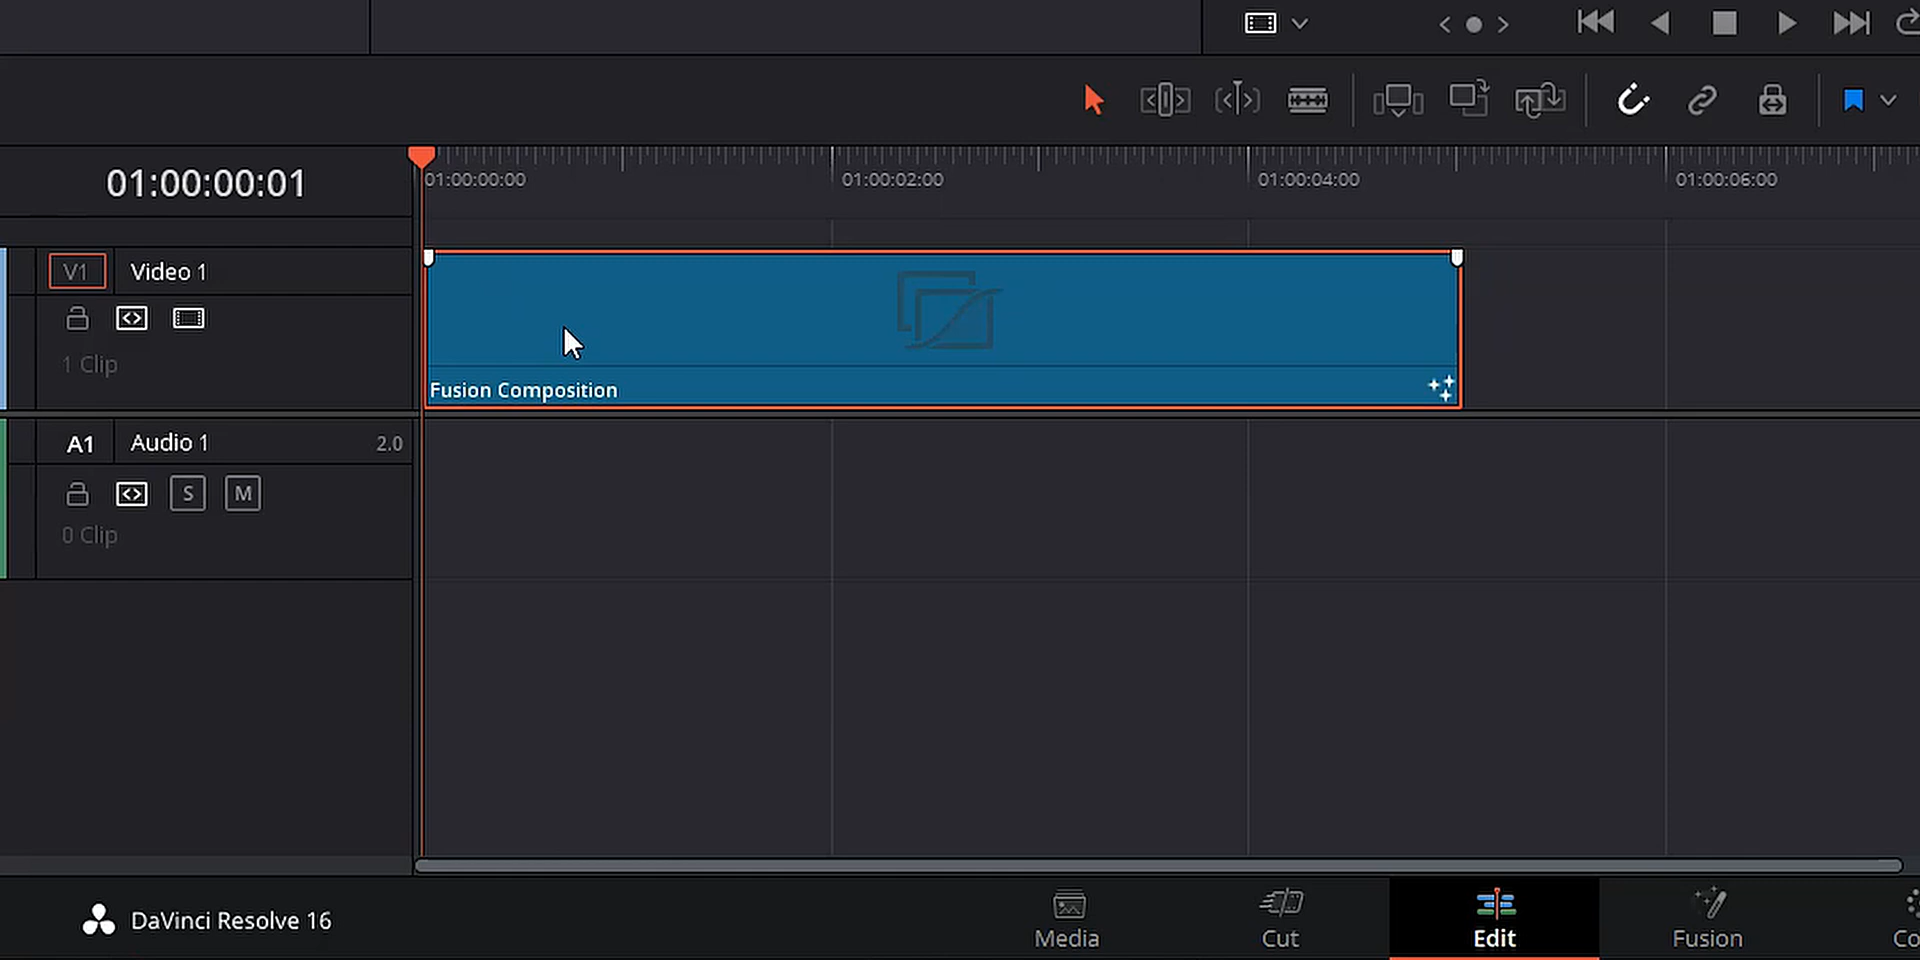 01:00:00:01
01:00:00:00
01:00:02:00
01:00:04:00
01:00:06:00
V1
Video 1
1 Clip
Fusion Composition
A1
Audio 1
2.0
S
M
0 Clip
DaVinci Resolve 16
Media
Cut
Edit
Fusion
Co